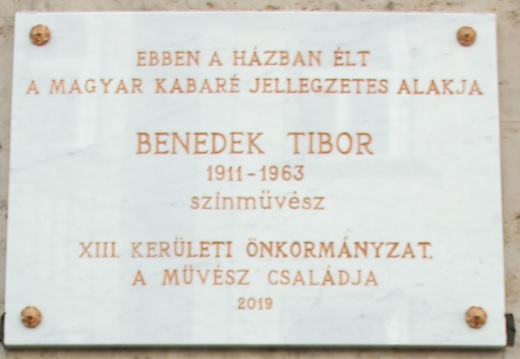 EBBEN A HÁZBAN ÉLT
A MAGYAR KABARÉ JELLEGZETES ALAKJA
BENEDEK TIBOR
1911-1963
színművész
XIII. KERÜLETI ÖNKORMÁNYZAT,
A MŰVÉSZ CSALÁDJA
2019